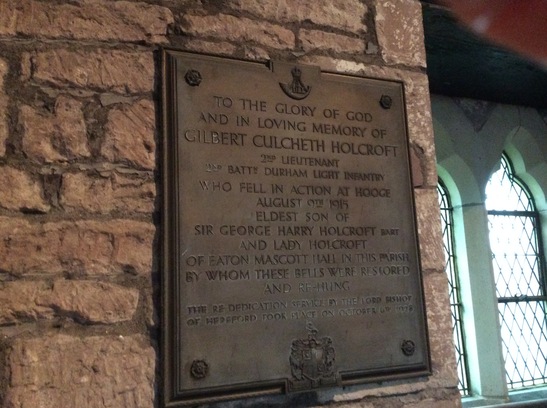 TO THE GLORY OF GOD
AND IN LOVING MEMORY OF
GILBERT CULCHETH HOLCROFT
2ND LIEUTENANT
2ND BATTN DURHAM LIGHT INFANTRY
WHO FELL IN ACTION AT HOOGE
AUGUST 9TH 1915
ELDEST SON OF
SIR GEORGE HARRY HOLCROFT BART
AND LADY HOLCROFT
OF EATON MASCOTT HALL IN THIS PARISH
BY WHOM THESE BELLS WERE RESTORED
AND RE-HUNG
THE RE-DEDICATION SERVICE BY THE LORD BISHOP
OF HEREFORD TOOK PLACE ON OCTOBER